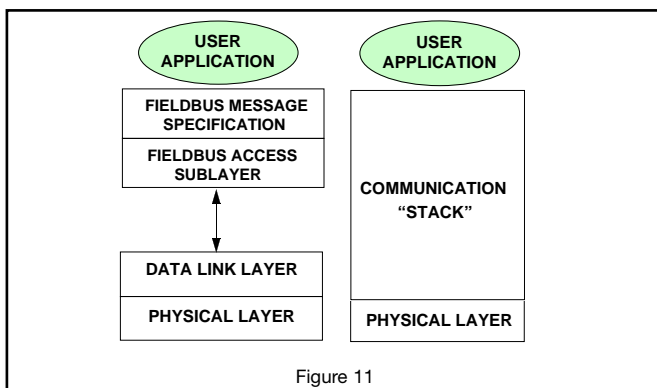 USER
APPLICATION
FIELDBUS MESSAGE
SPECIFICATION
FIELDBUS ACCESS
SUBLAYER
DATA LINK LAYER
PHYSICAL LAYER
USER
APPLICATION
COMMUNICATION
“STACK”
PHYSICAL LAYER
Figure 11